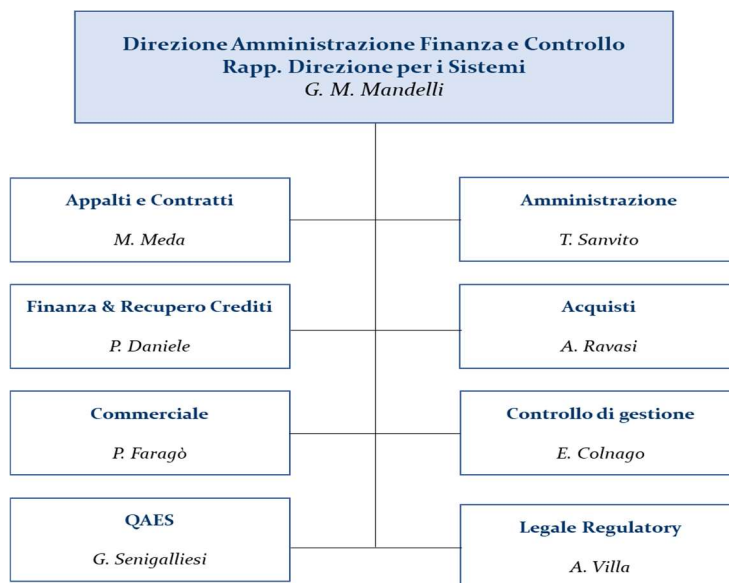 Direzione Amministrazione Finanza e Controllo
Rapp. Direzione per i Sistemi
G. M. Mandelli
Appalti e Contratti
M. Meda
Amministrazione
T. Sanvito
Finanza & Recupero Crediti
P. Daniele
Acquisti
A. Ravasi
Commerciale
P. Faragò
Controllo di gestione
E. Colnago
QAES
G. Senigalliesi
Legale Regulatory
A. Villa